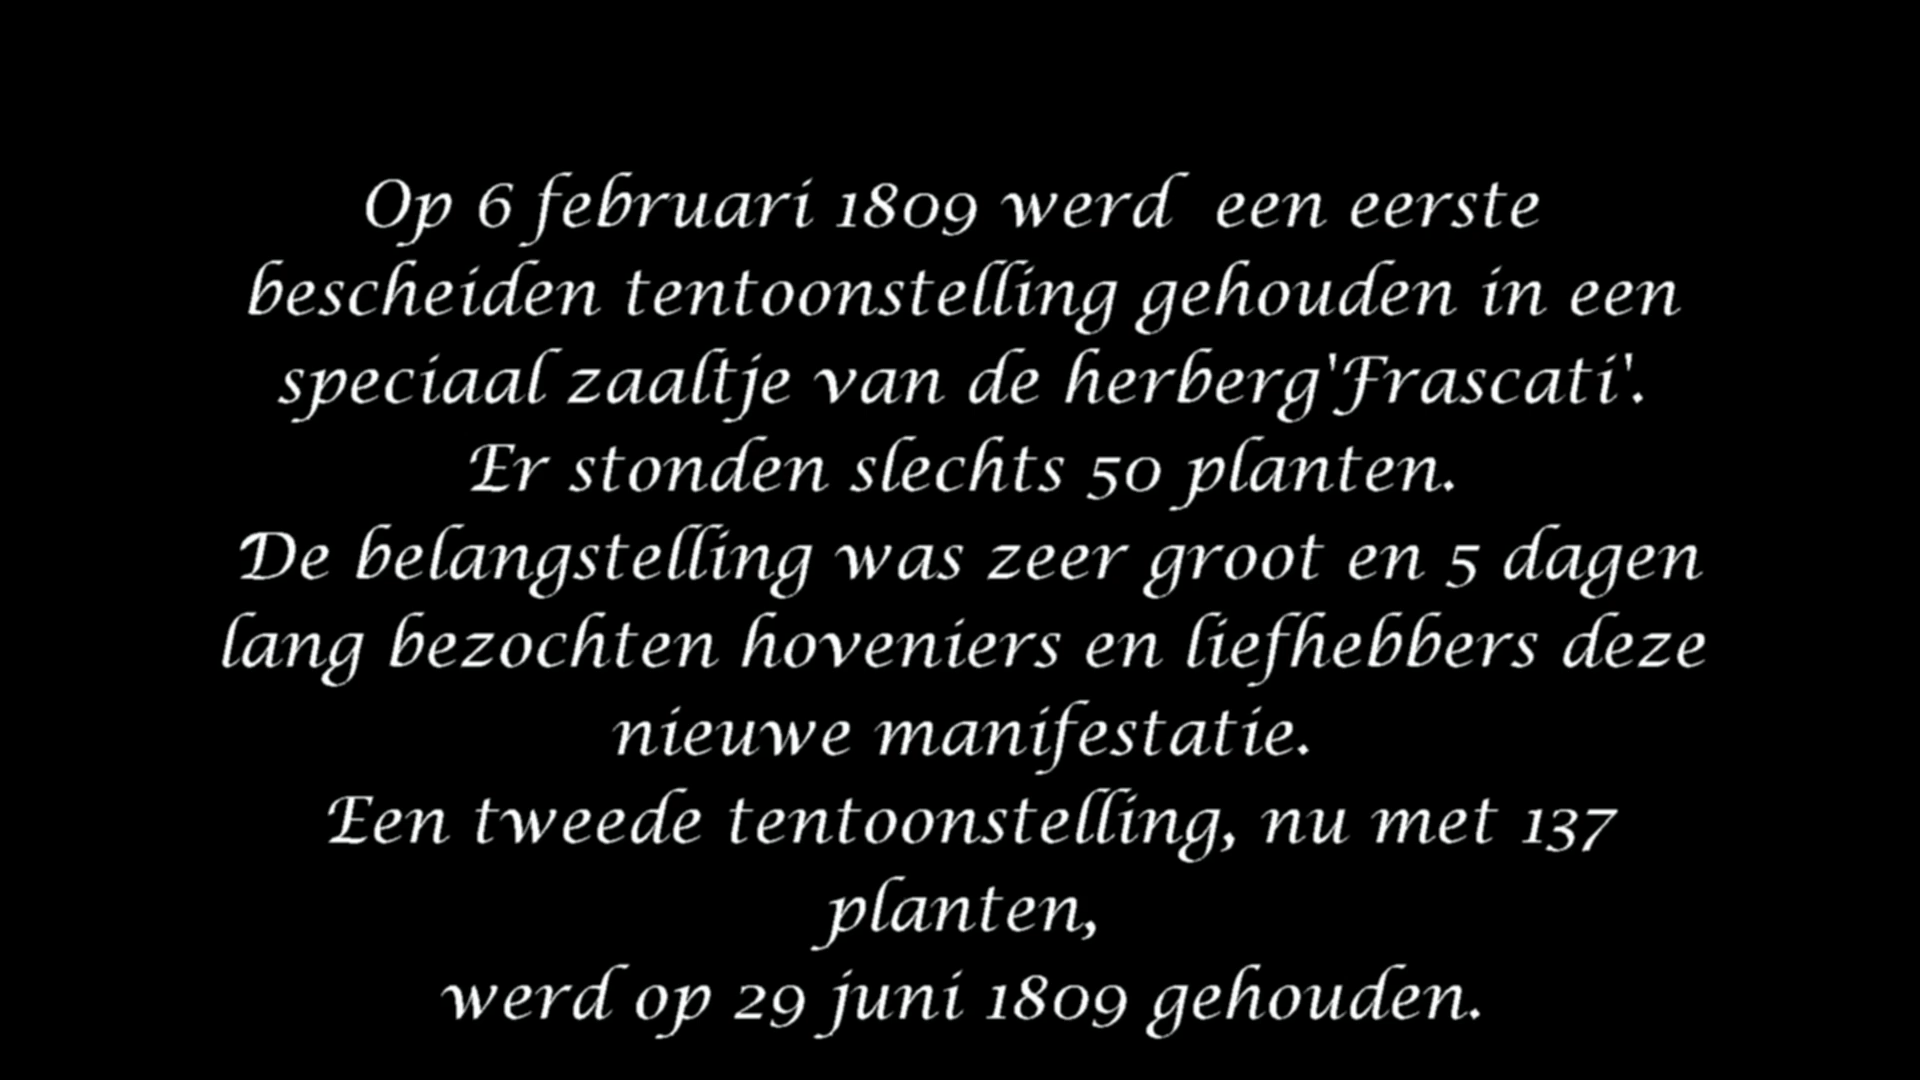 Op 6 februari 1809 werd  een eerste
bescheiden tentoonstelling gehouden in een
speciaal zaaltje van de herberg'Frascati'.
Er stonden slechts 50 planten.
De belangstelling was zeer groot en 5 dagen
lang bezochten hoveniers en liefhebbers deze
nieuwe manifestatie.
Een tweede tentoonstelling, nu met 137
planten,
werd op 29 juni 1809 gehouden.